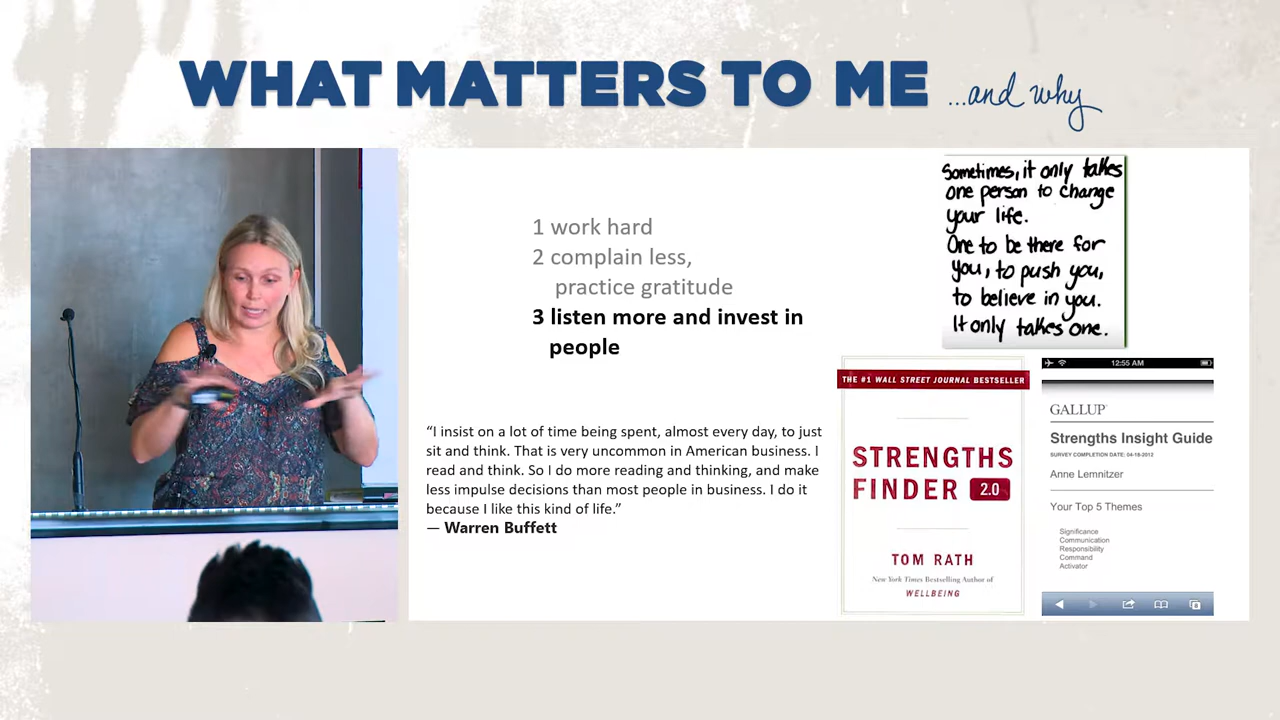 WHAT MATTERS TO ME ...and why
1 work hard
2 complain less,
practice gratitude
3 listen more and invest in
people
“I insist on a lot of time being spent, almost every day, to just
sit and think. That is very uncommon in American business. I
read and think. So I do more reading and thinking, and make
less impulse decisions than most people in business. I do it
because I like this kind of life.”
— Warren Buffett
Sometimes, it only takes
one person to change
your life.
One to be there for
you, to push you,
to believe in you.
It only takes one.
THE #1 WALL STREET JOURNAL BESTSELLER
STRENGTHS
FINDER 2.0
TOM RATH
New York Times Bestselling Author of
WELLBEING
12:55 AM
GALLUP®
Strengths Insight Guide
SURVEY COMPLETION DATE: 04-18-2012
Anne Lemnitzer
Your Top 5 Themes
Significance
Communication
Responsibility
Command
Activator